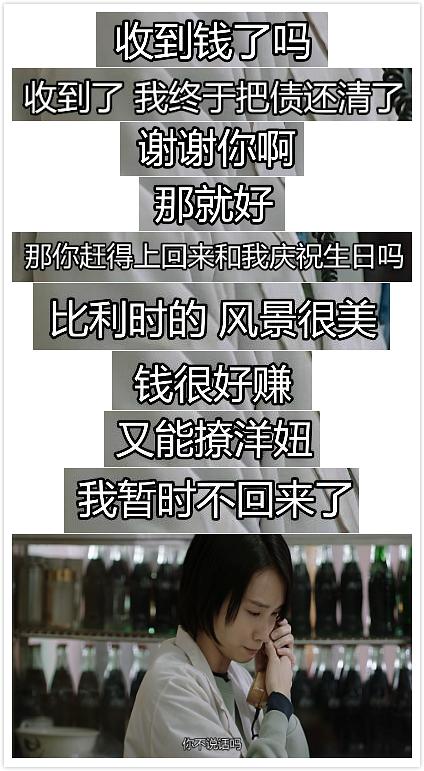 收到钱了吗
收到了 我终于把债还清了
谢谢你啊
那就好
那你赶得上回来和我庆祝生日吗
比利时的 风景很美
钱很好赚
又能撩洋妞
我暂时不回来了
你不说话吗